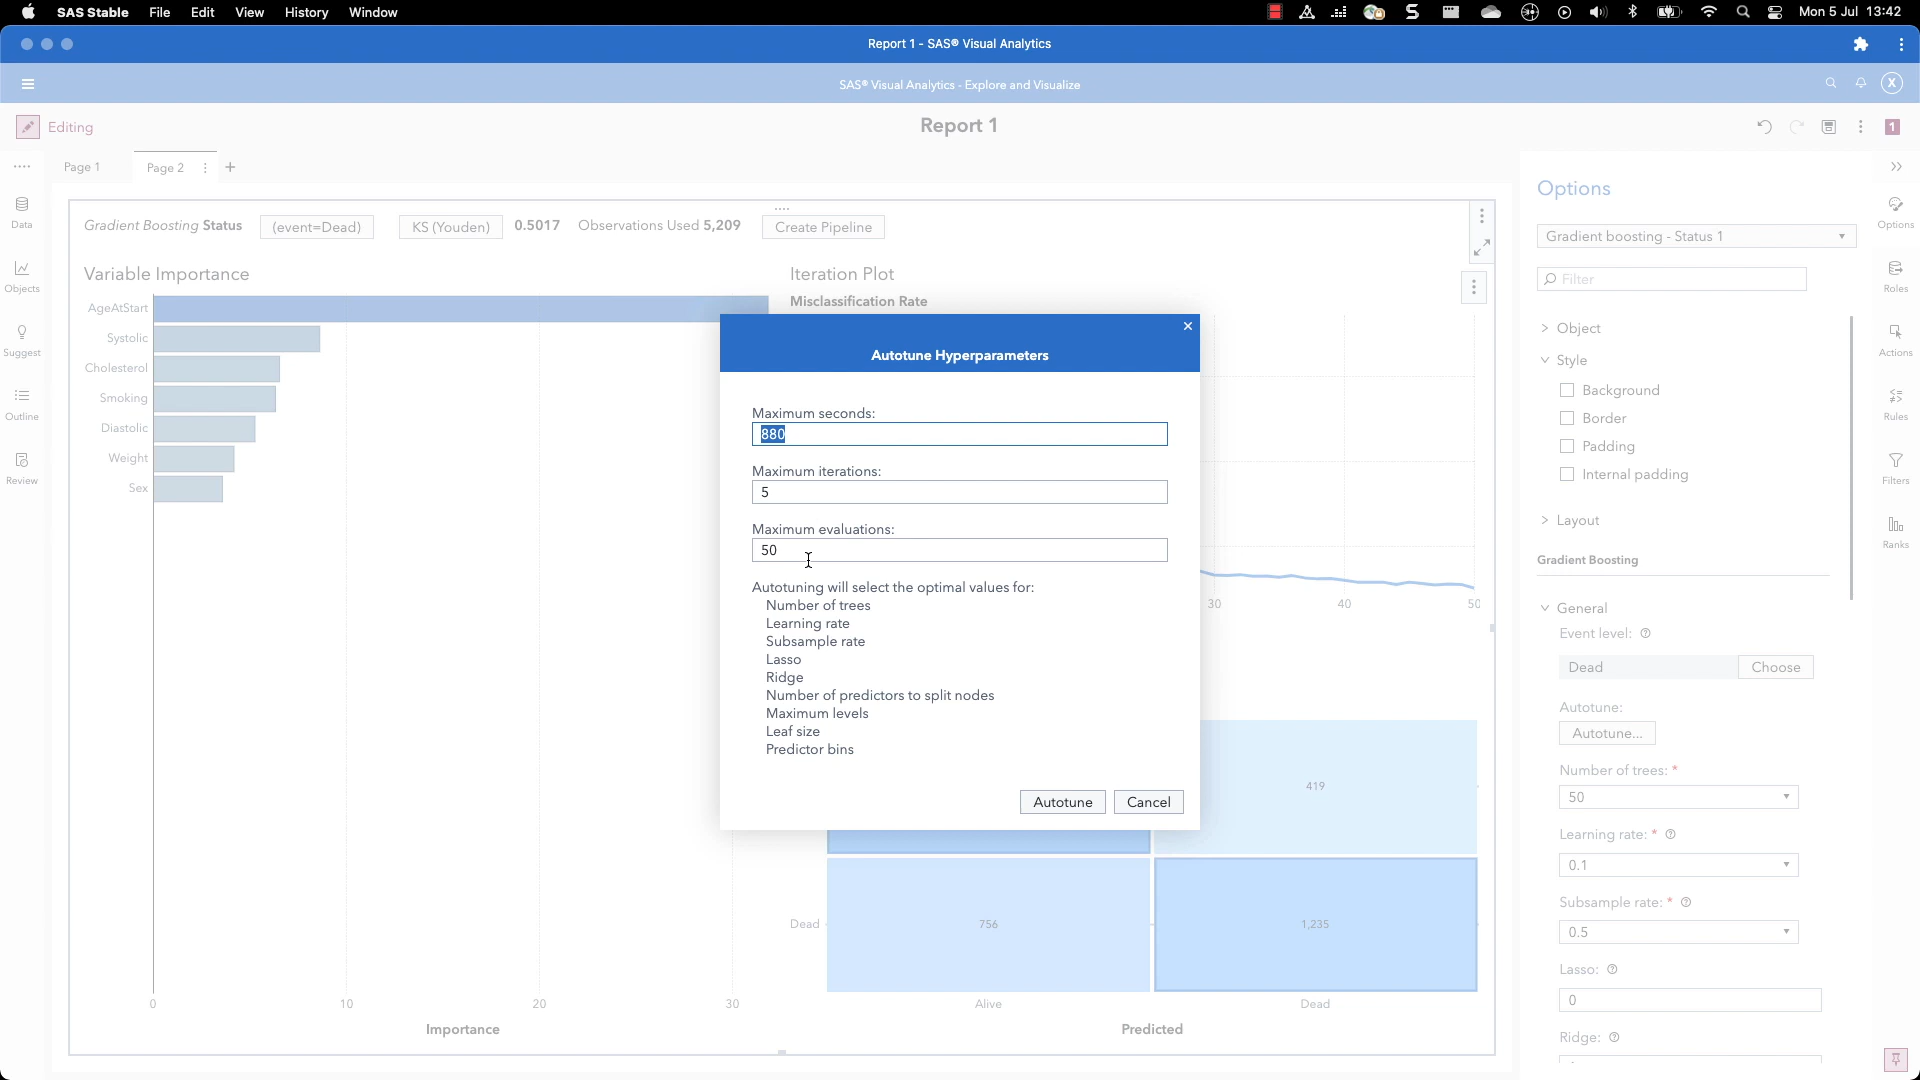 SAS Stable File Edit View History Window Mon 5 Jul 13:42
Report 1 - SAS® Visual Analytics
SAS® Visual Analytics - Explore and Visualize X
Editing Report 1 1
Page 1 Page 2
Gradient Boosting Status (event=Dead) KS (Youden) 0.5017 Observations Used 5,209 Create Pipeline
Data
Objects
Suggest
Outline
Review
Variable Importance
AgeAtStart
Systolic
Cholesterol
Smoking
Diastolic
Weight
Sex
0 10 20 30
Importance
Iteration Plot
Misclassification Rate
30 40 50
419
Dead 756 1,235
Alive Dead
Predicted
Autotune Hyperparameters
Maximum seconds:
880
Maximum iterations:
5
Maximum evaluations:
50
Autotuning will select the optimal values for:
Number of trees
Learning rate
Subsample rate
Lasso
Ridge
Number of predictors to split nodes
Maximum levels
Leaf size
Predictor bins
Autotune Cancel
Options
Gradient boosting - Status 1
Filter
Object
Style
Background
Border
Padding
Internal padding
Layout
Gradient Boosting
General
Event level:
Dead Choose
Autotune:
Autotune...
Number of trees: *
50
Learning rate: *
0.1
Subsample rate: *
0.5
Lasso:
0
Ridge:
Options
Roles
Actions
Rules
Filters
Ranks